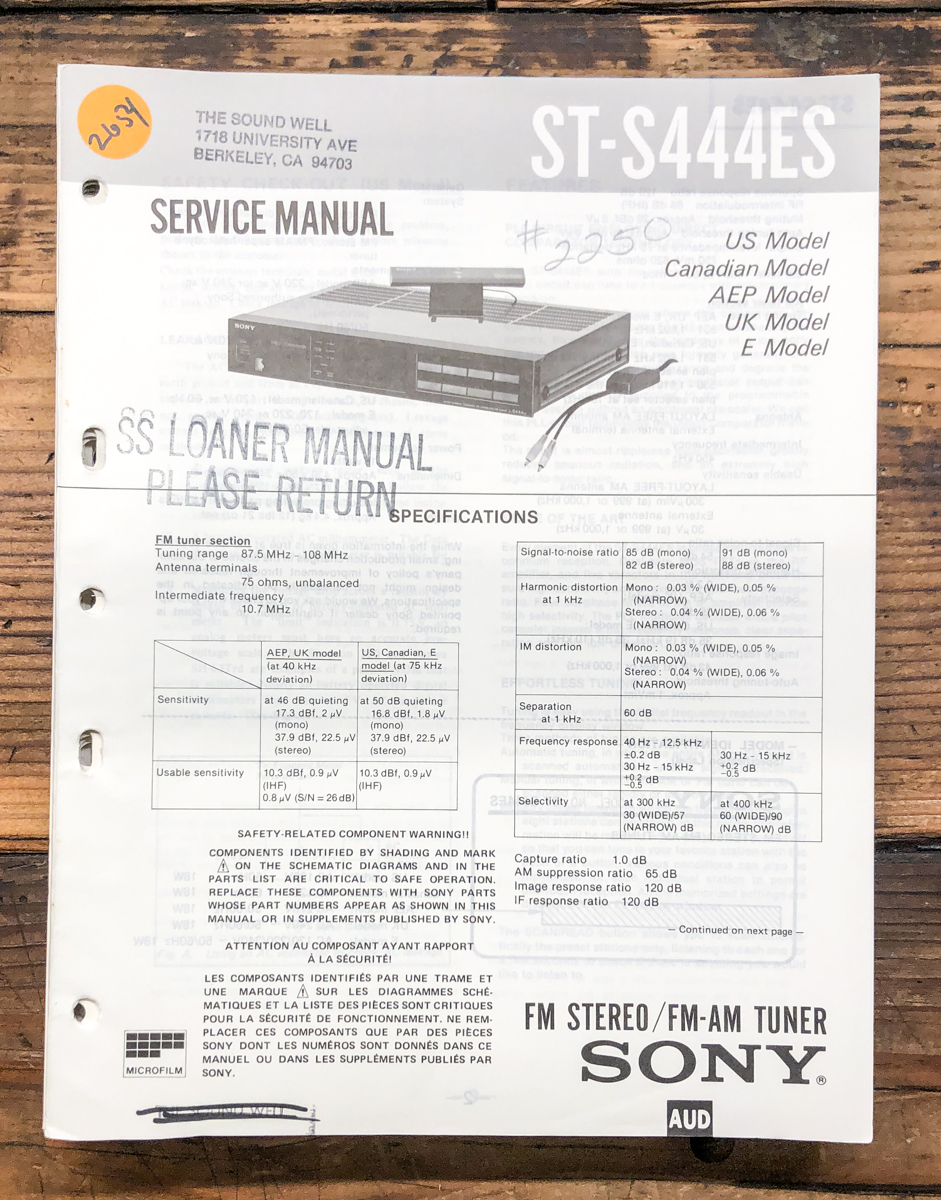 2634
THE SOUND WELL
1718 UNIVERSITY AVE
BERKELEY, CA 94703
ST-S444ES
SERVICE MANUAL
#2250
US Model
Canadian Model
AEP Model
UK Model
E Model
SONY
SS LOANER MANUAL
PLEASE RETURN
SPECIFICATIONS
FM tuner section
Tuning range 87.5 MHz - 108 MHz
Antenna terminals
75 ohms, unbalanced
Intermediate frequency
10.7 MHz
AEP, UK model
(at 40 kHz
deviation)
US, Canadian, E
model (at 75 kHz
deviation)
Sensitivity
at 46 dB quieting
17.3 dBf, 2 µV
(mono)
37.9 dBf, 22.5 µV
(stereo)
at 50 dB quieting
16.8 dBf, 1.8 µV
(mono)
37.9 dBf, 22.5 µV
(stereo)
Usable sensitivity
10.3 dBf, 0.9 µV
(IHF)
0.8 µV (S/N = 26 dB)
10.3 dBf, 0.9 µV
(IHF)
SAFETY-RELATED COMPONENT WARNING!!
COMPONENTS IDENTIFIED BY SHADING AND MARK
⚠ ON THE SCHEMATIC DIAGRAMS AND IN THE
PARTS LIST ARE CRITICAL TO SAFE OPERATION.
REPLACE THESE COMPONENTS WITH SONY PARTS
WHOSE PART NUMBERS APPEAR AS SHOWN IN THIS
MANUAL OR IN SUPPLEMENTS PUBLISHED BY SONY.
ATTENTION AU COMPOSANT AYANT RAPPORT
À LA SÉCURITÉ!
LES COMPOSANTS IDENTIFIÉS PAR UNE TRAME ET
UNE MARQUE ⚠ SUR LES DIAGRAMMES SCHÉ-
MATIQUES ET LA LISTE DES PIÈCES SONT CRITIQUES
POUR LA SÉCURITÉ DE FONCTIONNEMENT. NE REM-
PLACER CES COMPOSANTS QUE PAR DES PIÈCES
SONY DONT LES NUMÉROS SONT DONNÉS DANS CE
MANUEL OU DANS LES SUPPLÉMENTS PUBLIÉS PAR
SONY.
MICROFILM
Signal-to-noise ratio
85 dB (mono)
82 dB (stereo)
91 dB (mono)
88 dB (stereo)
Harmonic distortion
at 1 kHz
Mono : 0.03 % (WIDE), 0.05 %
(NARROW)
Stereo : 0.04 % (WIDE), 0.06 %
(NARROW)
IM distortion
Mono : 0.03 % (WIDE), 0.05 %
(NARROW)
Stereo : 0.04 % (WIDE), 0.06 %
(NARROW)
Separation
at 1 kHz
60 dB
Frequency response
40 Hz - 12.5 kHz
±0.2 dB
30 Hz - 15 kHz
+0.2
-0.5 dB
30 Hz - 15 kHz
+0.2
-0.5 dB
Selectivity
at 300 kHz
30 (WIDE)/57
(NARROW) dB
at 400 kHz
60 (WIDE)/90
(NARROW) dB
Capture ratio 1.0 dB
AM suppression ratio 65 dB
Image response ratio 120 dB
IF response ratio 120 dB
— Continued on next page —
FM STEREO/FM-AM TUNER
SONY®
AUD